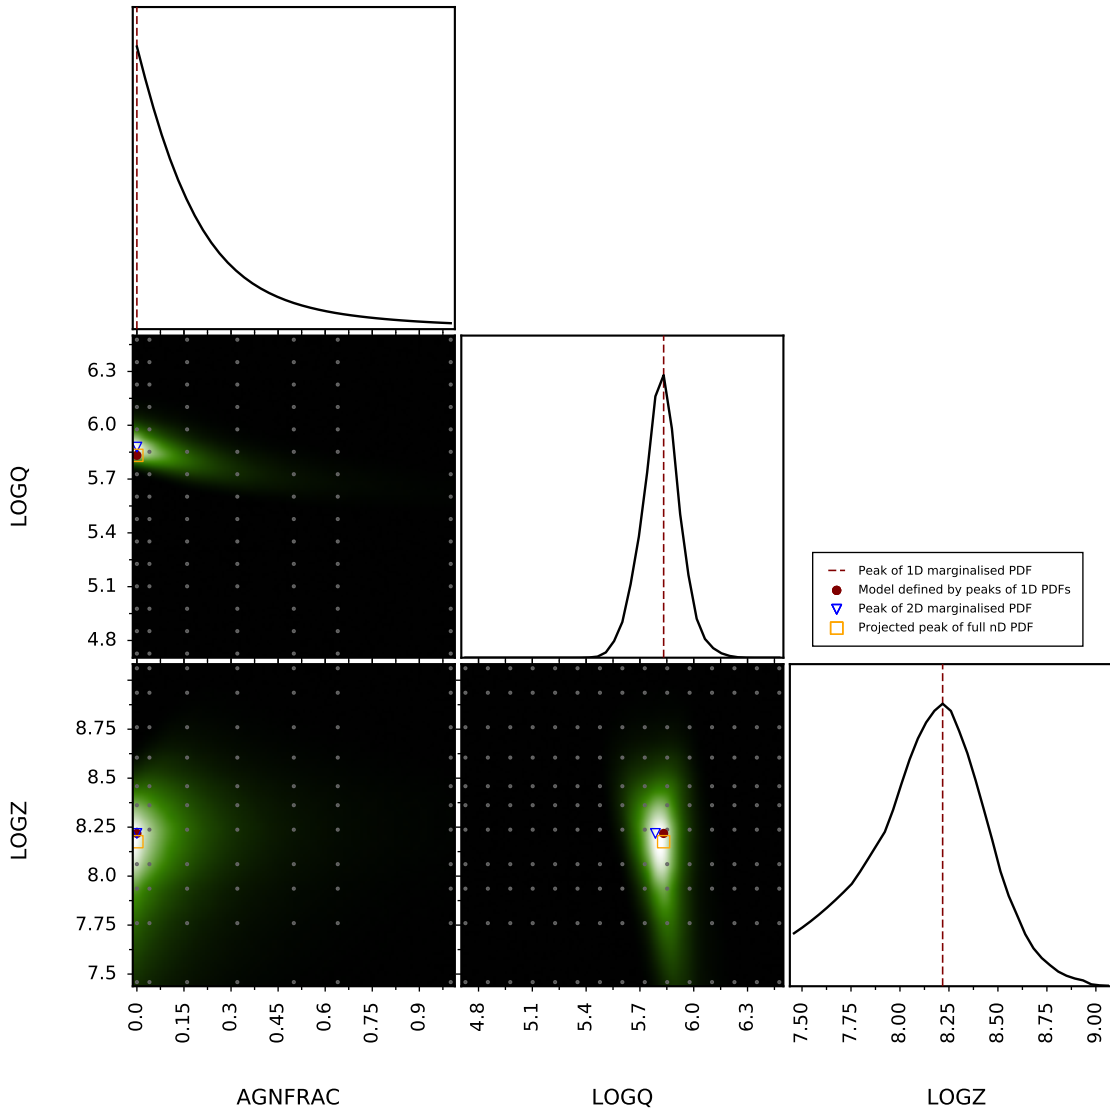 6.3
6.0
5.7
5.4
5.1
4.8
LOGQ
Peak of 1D marginalised PDF
Model defined by peaks of 1D PDFs
Peak of 2D marginalised PDF
Projected peak of full nD PDF
8.75
8.5
8.25
8.0
7.75
7.5
LOGZ
0.0 0.15 0.3 0.45 0.6 0.75 0.9
4.8 5.1 5.4 5.7 6.0 6.3
7.50 7.75 8.00 8.25 8.50 8.75 9.00
AGNFRAC LOGQ LOGZ